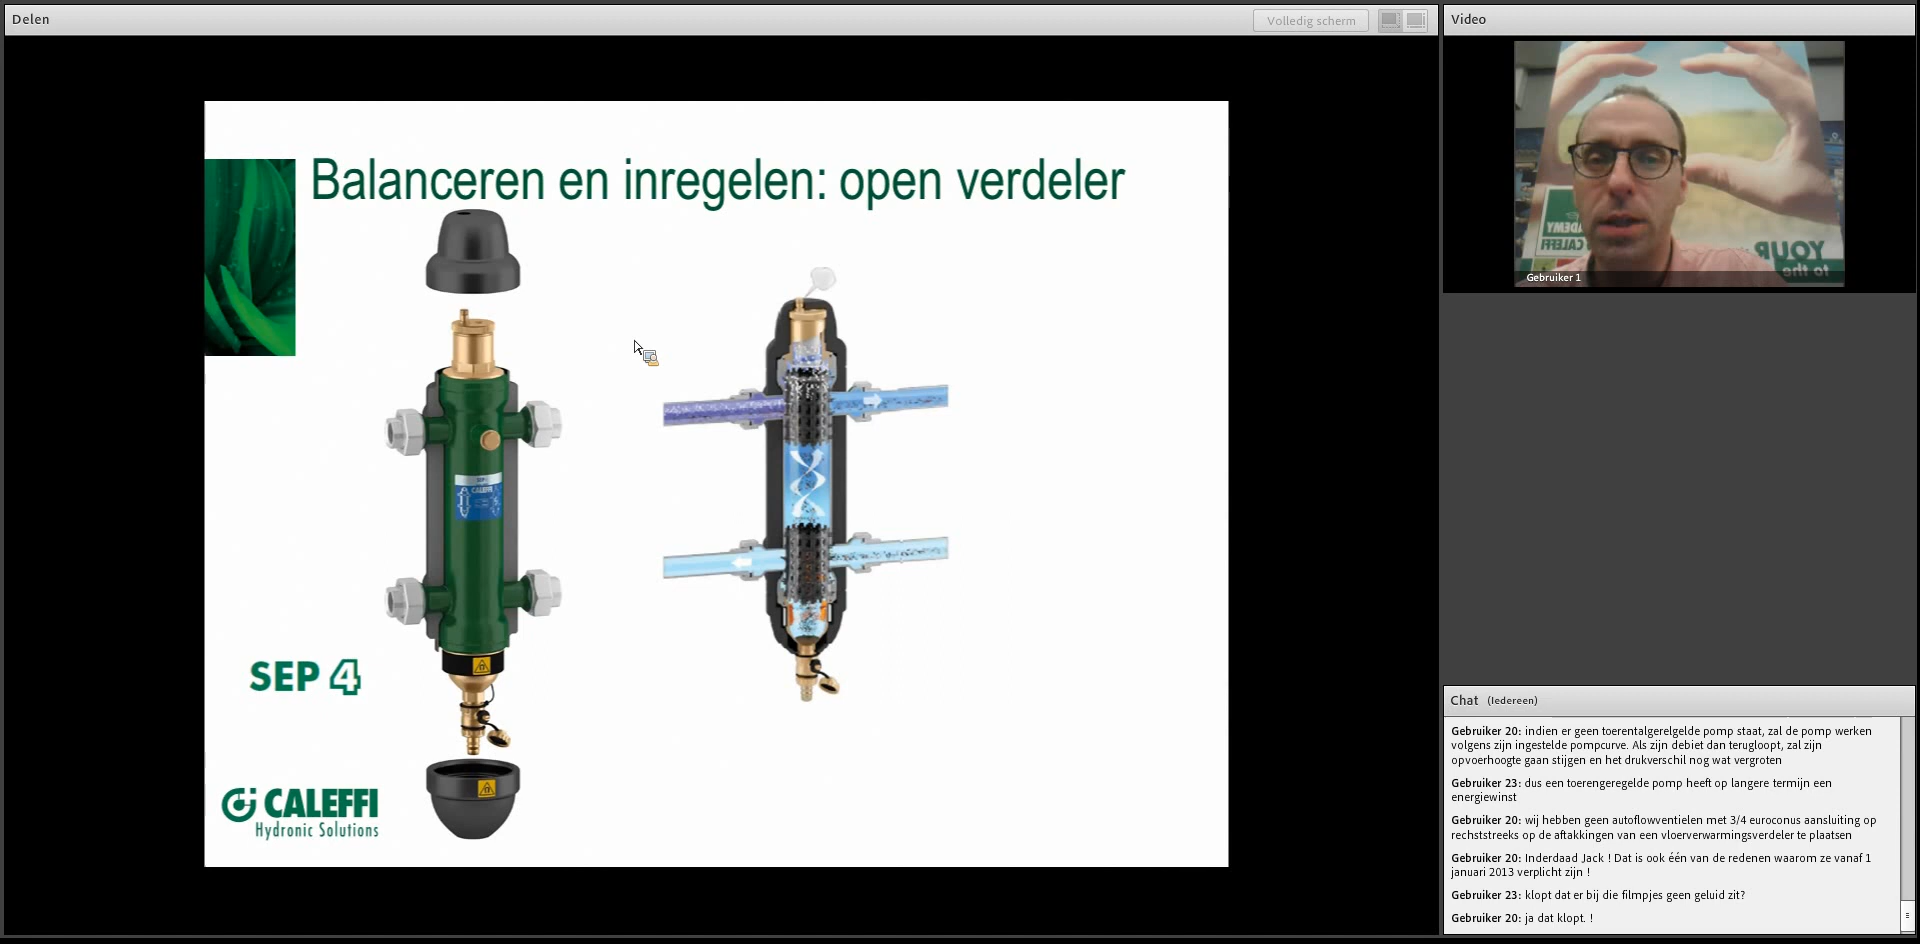 Delen
Volledig scherm
Video
Balanceren en inregelen: open verdeler
SEP 4
CALEFFI
Hydronic Solutions
CALEFFI
YOUR
to the
Gebruiker 1
Chat (Iedereen)
Gebruiker 20: indien er geen toerentalgerelgelde pomp staat, zal de pomp werken
volgens zijn ingestelde pompcurve. Als zijn debiet dan terugloopt, zal zijn
opvoerhoogte gaan stijgen en het drukverschil nog wat vergroten
Gebruiker 23: dus een toerengeregelde pomp heeft op langere termijn een
energiewinst
Gebruiker 20: wij hebben geen autoflowventielen met 3/4 euroconus aansluiting op
rechststreeks op de aftakkingen van een vloerverwarmingsverdeler te plaatsen
Gebruiker 20: Inderdaad Jack ! Dat is ook één van de redenen waarom ze vanaf 1
januari 2013 verplicht zijn !
Gebruiker 23: klopt dat er bij die filmpjes geen geluid zit?
Gebruiker 20: ja dat klopt. !